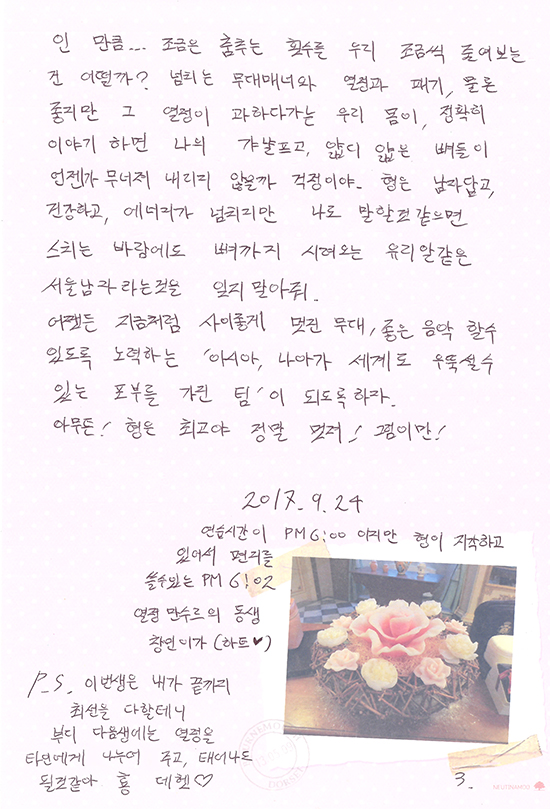 인 만큼... 조금은 춤추는 횟수를 우리 조금씩 줄여보는
건 어떨까? 넘치는 무대매너와 열정과 패기, 물론
좋지만 그 열정이 과하다가는 우리 몸이, 정확히
이야기 하면 나의 갸날프고, 얇디 얇은 뼈들이
언젠가 무너져 내리지 않을까 걱정이야. 형은 남자답고,
건강하고, 에너지가 넘치지만 나로 말할것 같으면
스치는 바람에도 뼈까지 시려오는 유리알같은
서울남자라는것을 잊지 말아줘.
어쨌든 지금처럼 사이좋게 멋진 무대, 좋은 음악 할수
있도록 노력하는 '아시아, 나아가 세계로 우뚝설수
있는 포부를 가진 팀'이 되도록하자.
아무튼! 형은 최고야 정말 멋져! 그럼이만!
2017. 9. 24
연습시간이 PM 6:00 이지만 형이 지각하고
있어서 편지를
쓸수있는 PM 6:02
열정 만수르의 동생
창민이가 (하트♥)
P.S. 이번생은 내가 끝까지
최선을 다할테니
부디 다음생에는 열정을
타인에게 나누어 주고, 태어나도
될것같아 홍 데헷♡
3.